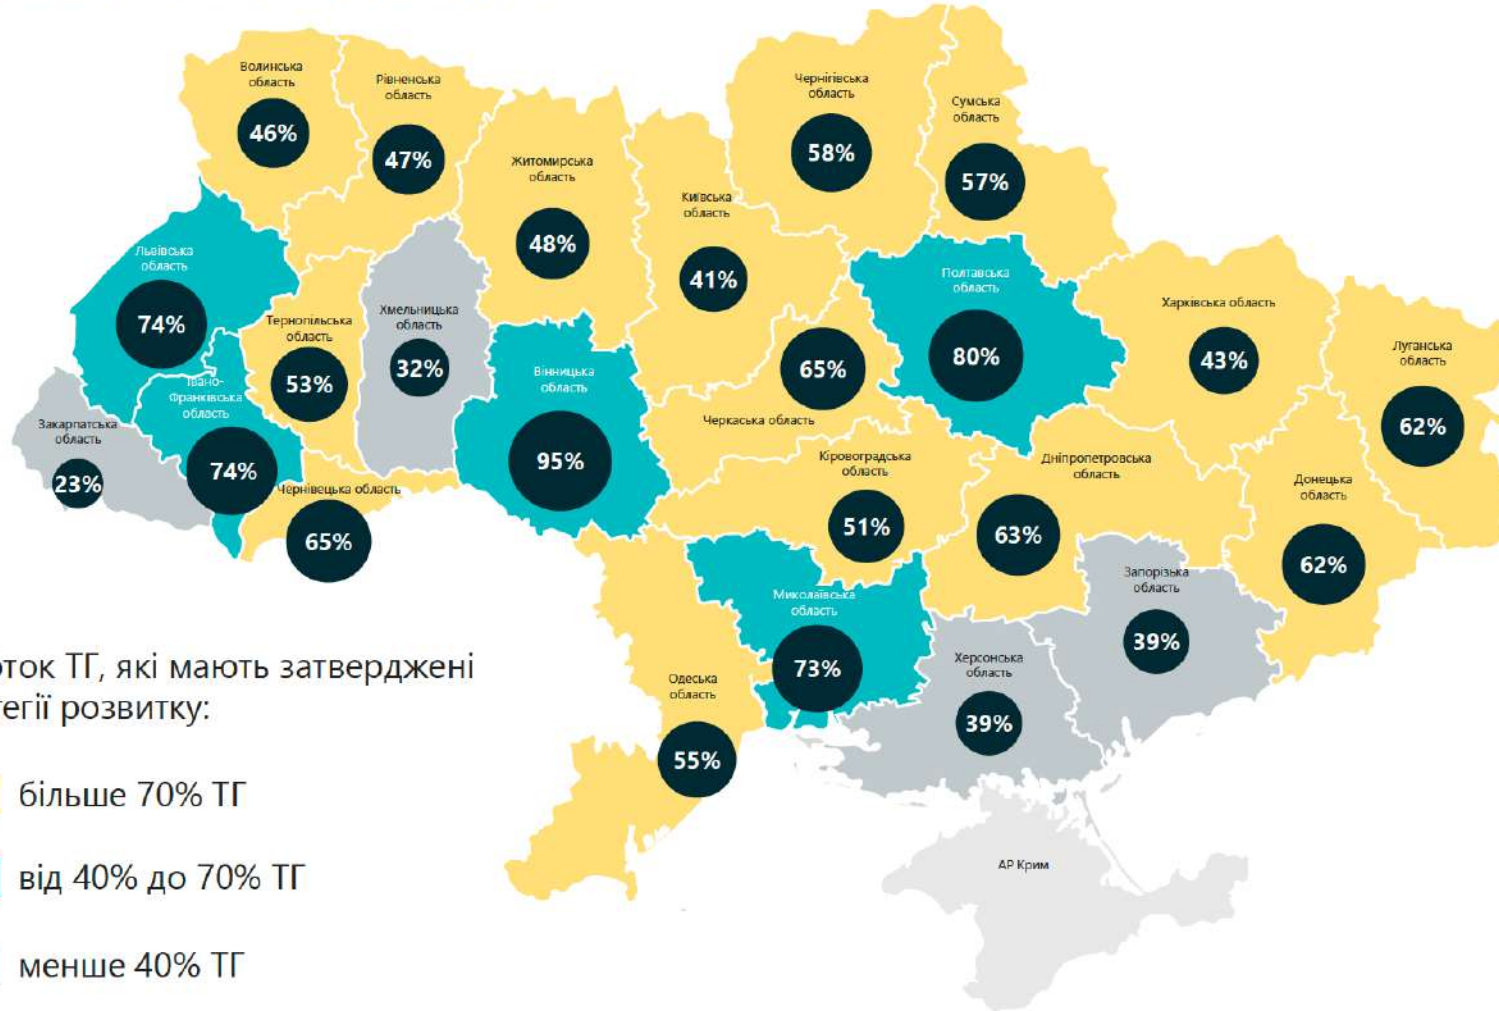 Волинська
область
46%
Рівненська
область
47%
Житомирська
область
48%
Київська
область
41%
Чернігівська
область
58%
Сумська
область
57%
Львівська
область
74%
Тернопільська
область
53%
Хмельницька
область
32%
Вінницька
область
95%
Івано-
Франківська
область
74%
Закарпатська
область
23%
Чернівецька область
65%
65%
Черкаська область
Полтавська
область
80%
Харківська область
43%
Луганська
область
62%
Кіровоградська
область
51%
Дніпропетровська
область
63%
Донецька
область
62%
Запорізька
область
39%
Миколаївська
область
73%
Херсонська
область
39%
Одеська
область
55%
АР Крим
ток ТГ, які мають затверджені
гії розвитку:
більше 70% ТГ
від 40% до 70% ТГ
менше 40% ТГ